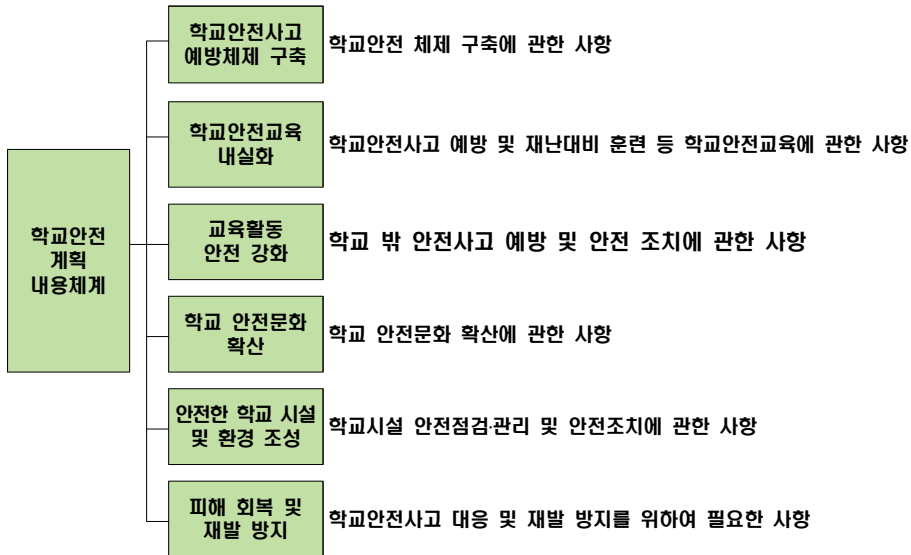 학교안전
계획
내용체계
학교안전사고
예방체제 구축
학교안전 체제 구축에 관한 사항
학교안전교육
내실화
학교안전사고 예방 및 재난대비 훈련 등 학교안전교육에 관한 사항
교육활동
안전 강화
학교 밖 안전사고 예방 및 안전 조치에 관한 사항
학교 안전문화
확산
학교 안전문화 확산에 관한 사항
안전한 학교 시설
및 환경 조성
학교시설 안전점검·관리 및 안전조치에 관한 사항
피해 회복 및
재발 방지
학교안전사고 대응 및 재발 방지를 위하여 필요한 사항